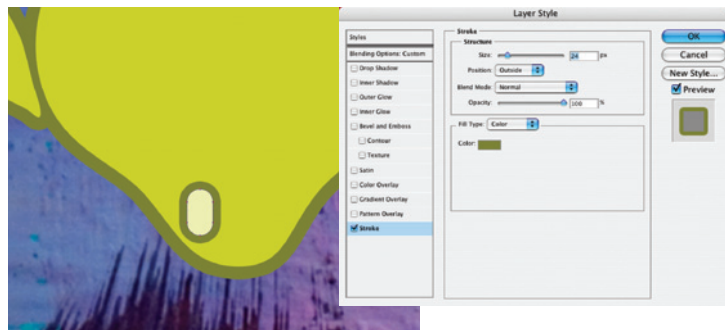 Layer Style
Styles
Blending Options: Custom
Drop Shadow
Inner Shadow
Outer Glow
Inner Glow
Bevel and Emboss
Contour
Texture
Satin
Color Overlay
Gradient Overlay
Pattern Overlay
Stroke
Stroke
Structure
Size: 24 px
Position: Outside
Blend Mode: Normal
Opacity: 100 %
Fill Type: Color
Color:
OK
Cancel
New Style...
Preview